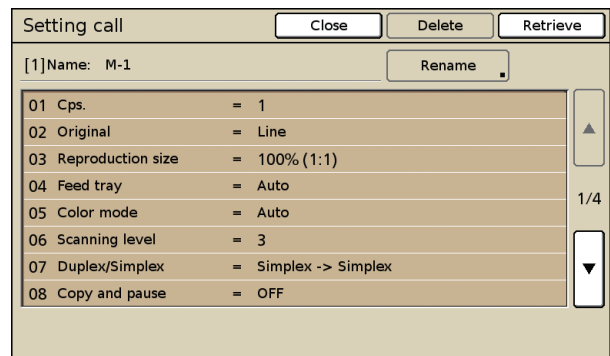 Setting call Close Delete Retrieve
[1]Name: M-1 Rename
01 Cps. = 1
02 Original = Line
03 Reproduction size = 100% (1:1)
04 Feed tray = Auto
05 Color mode = Auto
06 Scanning level = 3
07 Duplex/Simplex = Simplex -> Simplex
08 Copy and pause = OFF
1/4